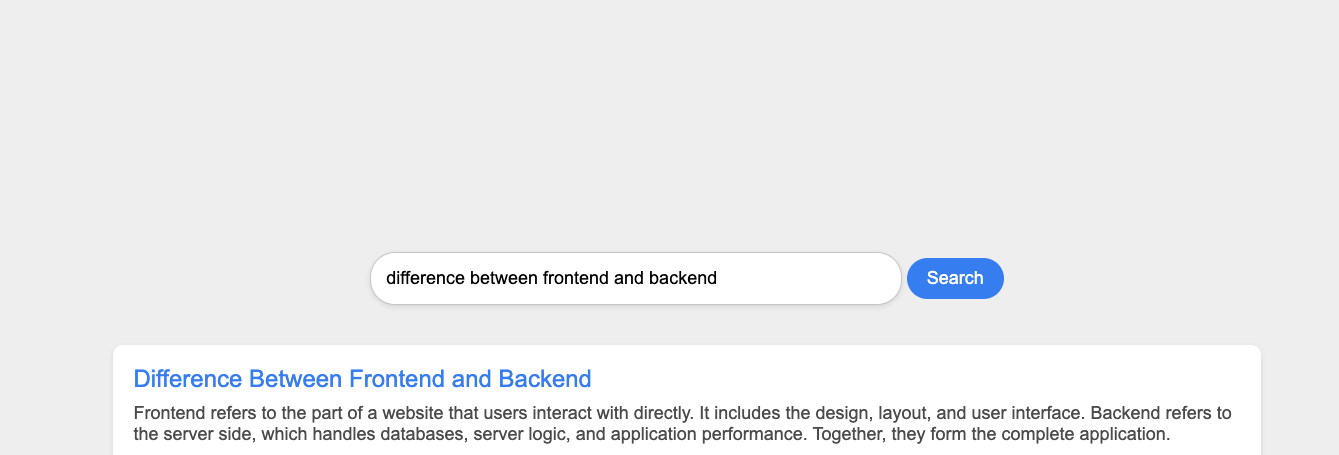 difference between frontend and backend
Search
Difference Between Frontend and Backend
Frontend refers to the part of a website that users interact with directly. It includes the design, layout, and user interface. Backend refers to
the server side, which handles databases, server logic, and application performance. Together, they form the complete application.